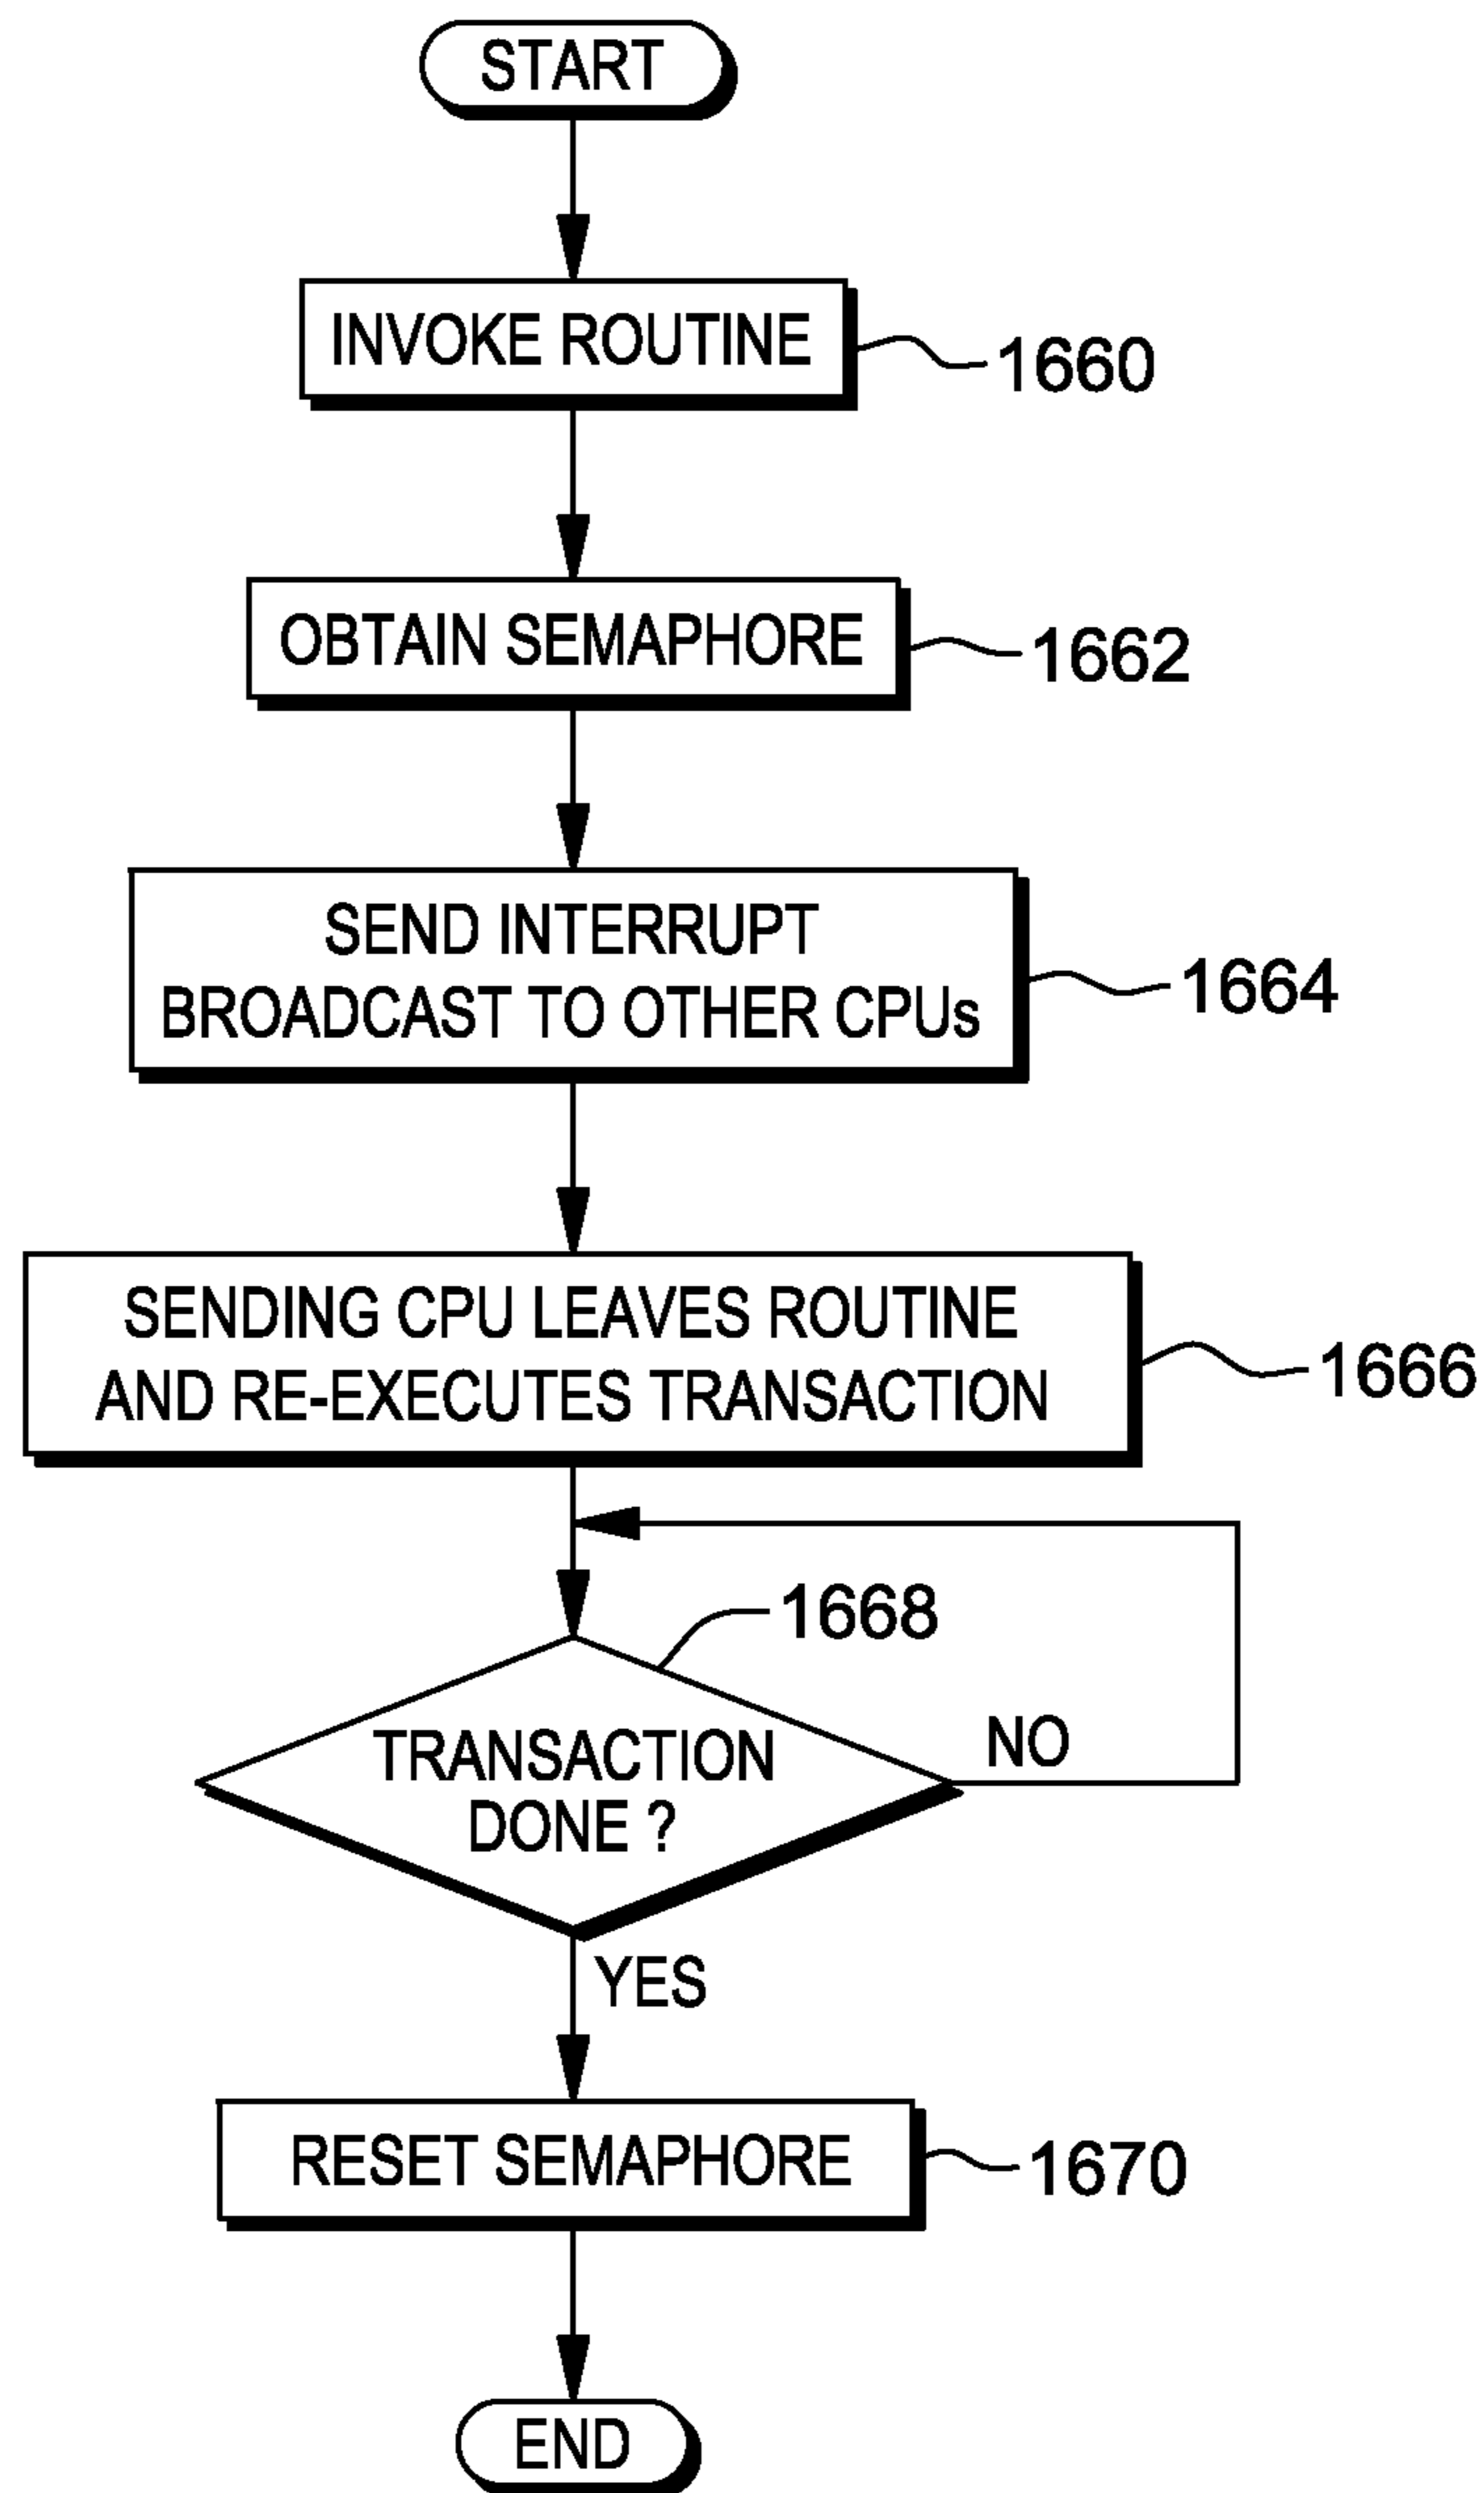 START
INVOKE ROUTINE
1660
OBTAIN SEMAPHORE
1662
SEND INTERRUPT
BROADCAST TO OTHER CPUs
1664
SENDING CPU LEAVES ROUTINE
AND RE-EXECUTES TRANSACTION
1666
1668
TRANSACTION
DONE ?
NO
YES
RESET SEMAPHORE
1670
END